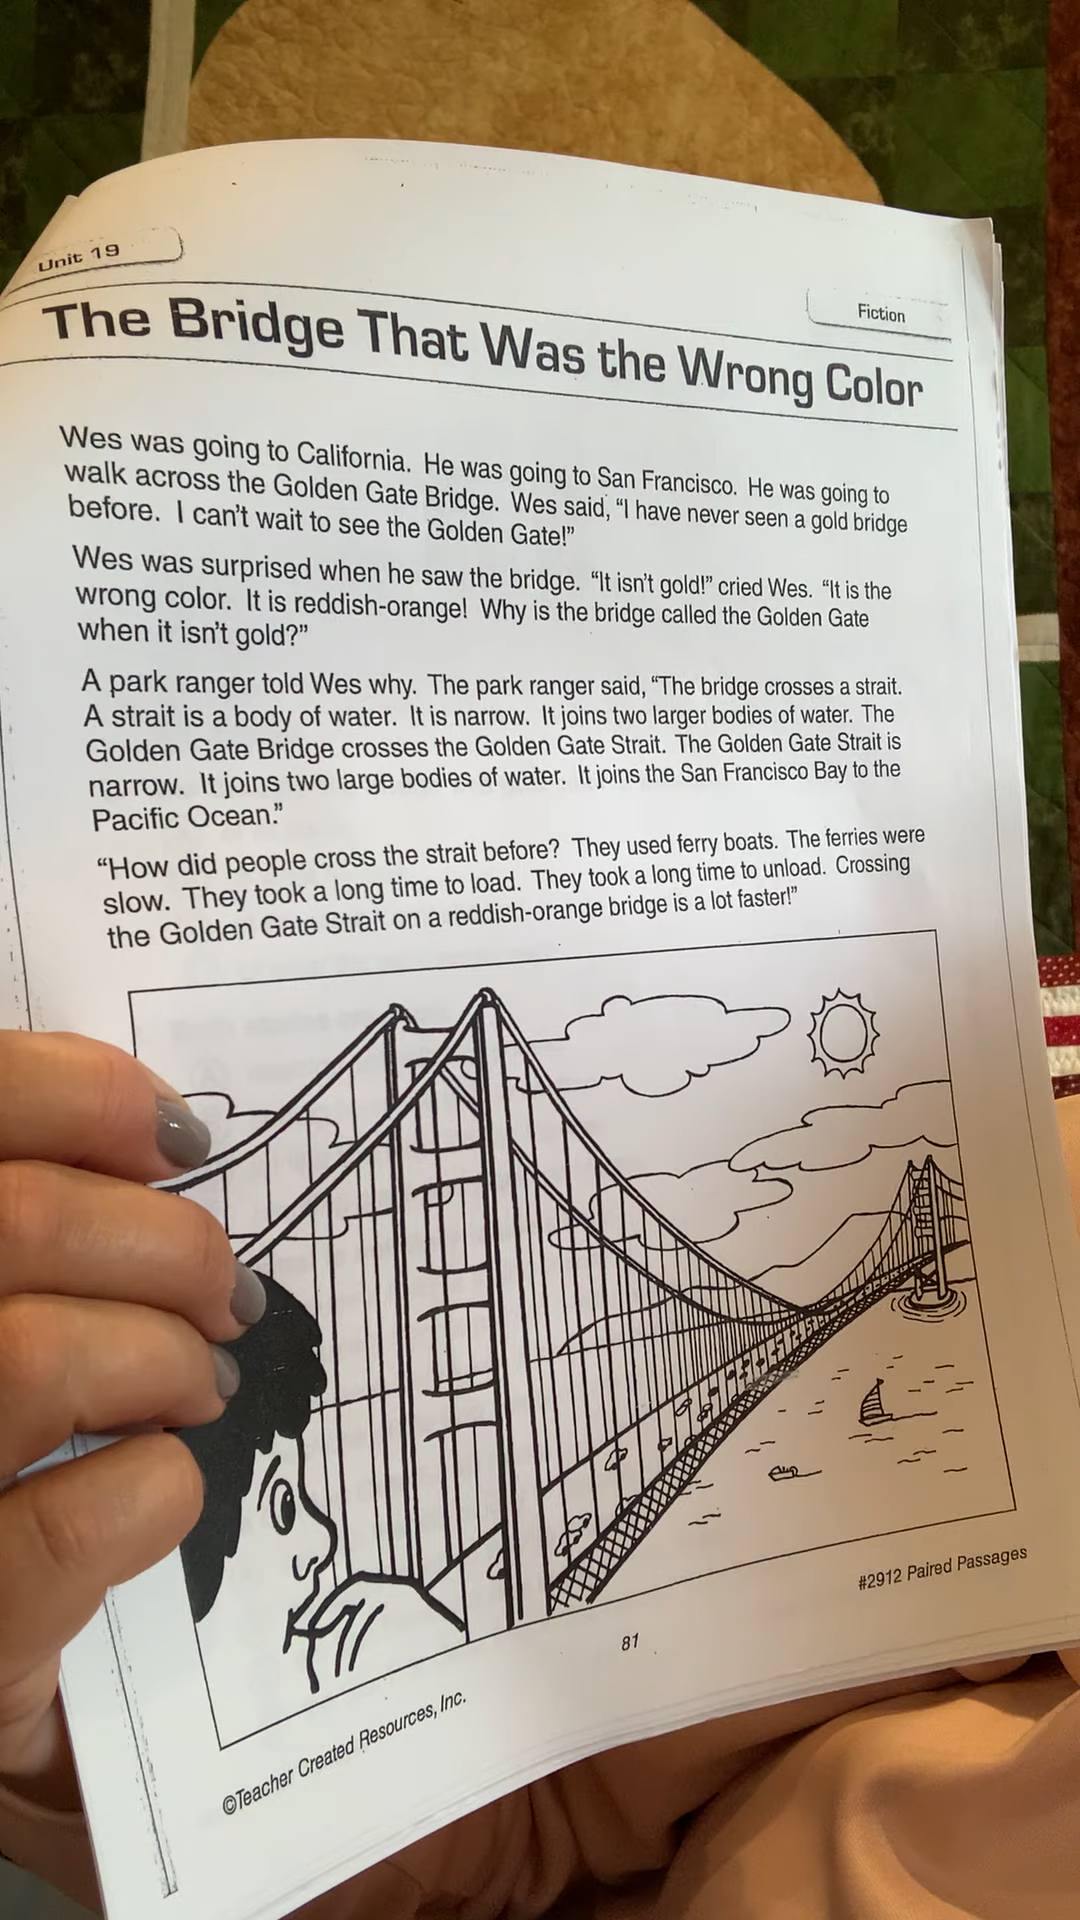 Unit 19
Fiction
The Bridge That Was the Wrong Color
Wes was going to California. He was going to San Francisco. He was going to
walk across the Golden Gate Bridge. Wes said, “I have never seen a gold bridge
before. I can’t wait to see the Golden Gate!”
Wes was surprised when he saw the bridge. “It isn’t gold!” cried Wes. “It is the
wrong color. It is reddish-orange! Why is the bridge called the Golden Gate
when it isn’t gold?”
A park ranger told Wes why. The park ranger said, “The bridge crosses a strait.
A strait is a body of water. It is narrow. It joins two larger bodies of water. The
Golden Gate Bridge crosses the Golden Gate Strait. The Golden Gate Strait is
narrow. It joins two large bodies of water. It joins the San Francisco Bay to the
Pacific Ocean.”
“How did people cross the strait before? They used ferry boats. The ferries were
slow. They took a long time to load. They took a long time to unload. Crossing
the Golden Gate Strait on a reddish-orange bridge is a lot faster!”
#2912 Paired Passages
81
©Teacher Created Resources, Inc.